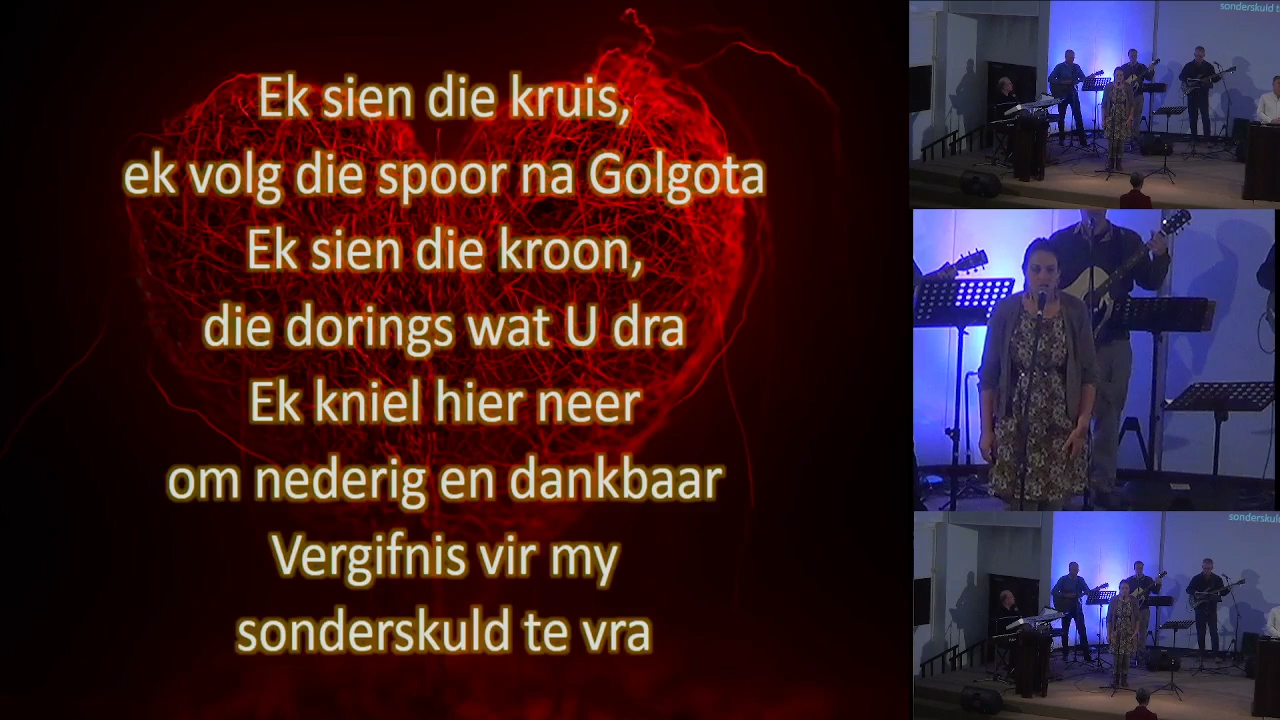 Ek sien die kruis,
ek volg die spoor na Golgota
Ek sien die kroon,
die dorings wat U dra
Ek kniel hier neer
om nederig en dankbaar
Vergifnis vir my
sonderskuld te vra
sonderskuld
sonderskuld